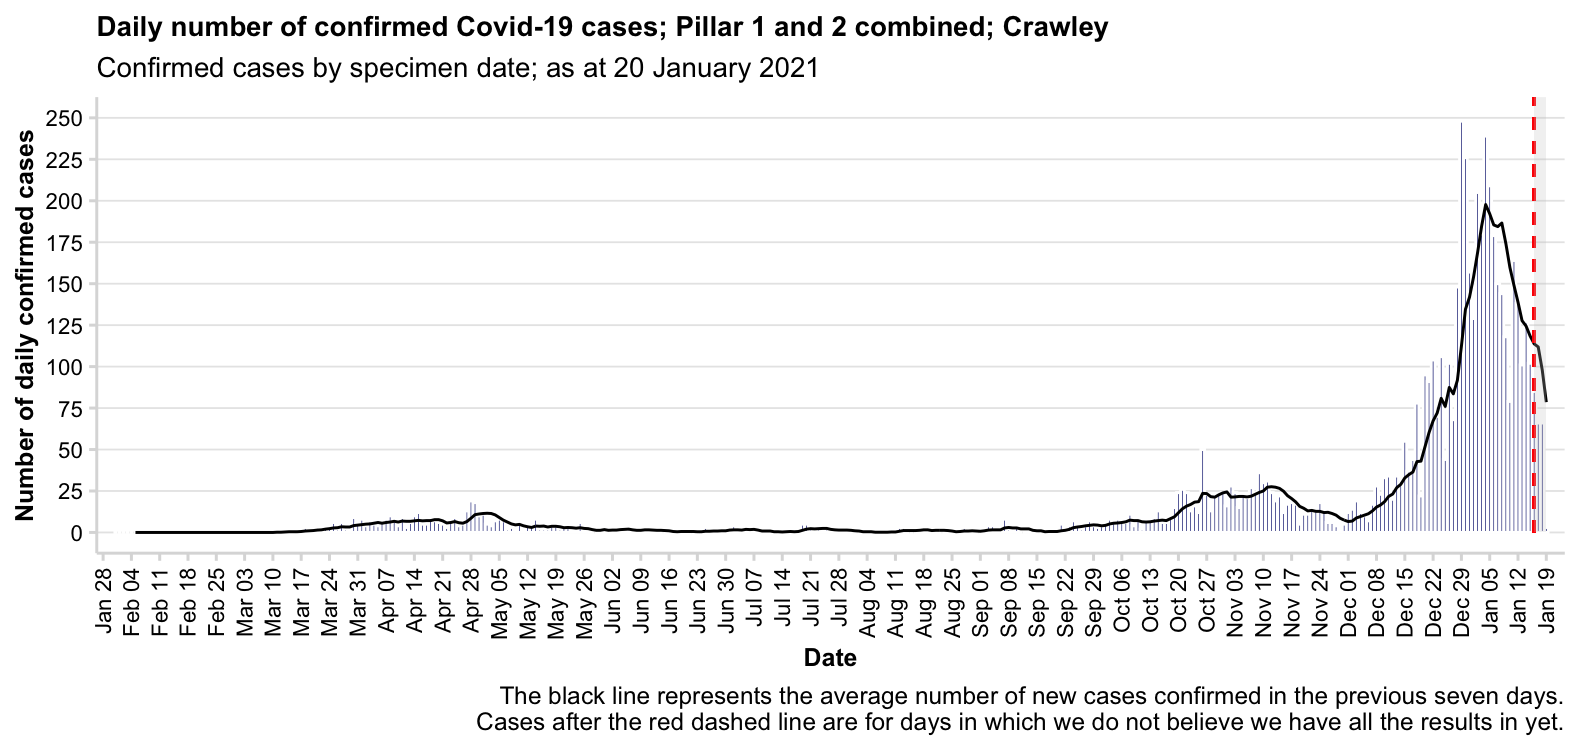 Daily number of confirmed Covid-19 cases; Pillar 1 and 2 combined; Crawley
Confirmed cases by specimen date; as at 20 January 2021
Number of daily confirmed cases
250
225
200
175
150
125
100
75
50
25
0
Jan 28
Feb 04
Feb 11
Feb 18
Feb 25
Mar 03
Mar 10
Mar 17
Mar 24
Mar 31
Apr 07
Apr 14
Apr 21
Apr 28
May 05
May 12
May 19
May 26
Jun 02
Jun 09
Jun 16
Jun 23
Jun 30
Jul 07
Jul 14
Jul 21
Jul 28
Aug 04
Aug 11
Aug 18
Aug 25
Sep 01
Sep 08
Sep 15
Sep 22
Sep 29
Oct 06
Oct 13
Oct 20
Oct 27
Nov 03
Nov 10
Nov 17
Nov 24
Dec 01
Dec 08
Dec 15
Dec 22
Dec 29
Jan 05
Jan 12
Jan 19
Date
The black line represents the average number of new cases confirmed in the previous seven days.
Cases after the red dashed line are for days in which we do not believe we have all the results in yet.